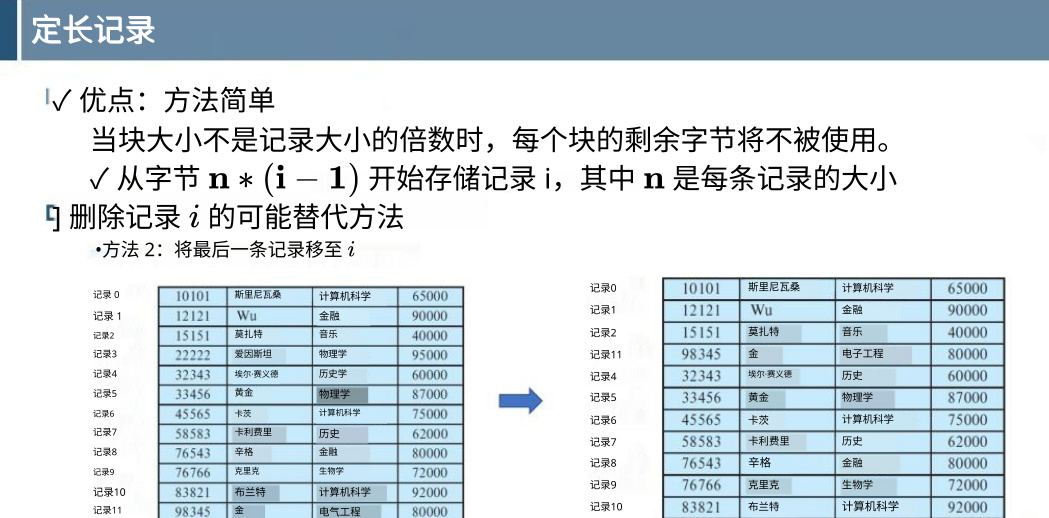 定长记录
✓ 优点：方法简单
当块大小不是记录大小的倍数时，每个块的剩余字节将不被使用。
✓ 从字节 n ∗ (i − 1) 开始存储记录 i，其中 n 是每条记录的大小
删除记录 i 的可能替代方法
•方法 2：将最后一条记录移至 i
记录 0 10101 斯里尼瓦桑 计算机科学 65000
记录 1 12121 Wu 金融 90000
记录2 15151 莫扎特 音乐 40000
记录3 22222 爱因斯坦 物理学 95000
记录4 32343 埃尔·赛义德 历史学 60000
记录5 33456 黄金 物理学 87000
记录6 45565 卡茨 计算机科学 75000
记录7 58583 卡利费里 历史 62000
记录8 76543 辛格 金融 80000
记录9 76766 克里克 生物学 72000
记录10 83821 布兰特 计算机科学 92000
记录11 98345 金 电气工程 80000
记录0 10101 斯里尼瓦桑 计算机科学 65000
记录1 12121 Wu 金融 90000
记录2 15151 莫扎特 音乐 40000
记录11 98345 金 电子工程 80000
记录4 32343 埃尔·赛义德 历史 60000
记录5 33456 黄金 物理学 87000
记录6 45565 卡茨 计算机科学 75000
记录7 58583 卡利费里 历史 62000
记录8 76543 辛格 金融 80000
记录9 76766 克里克 生物学 72000
记录10 83821 布兰特 计算机科学 92000